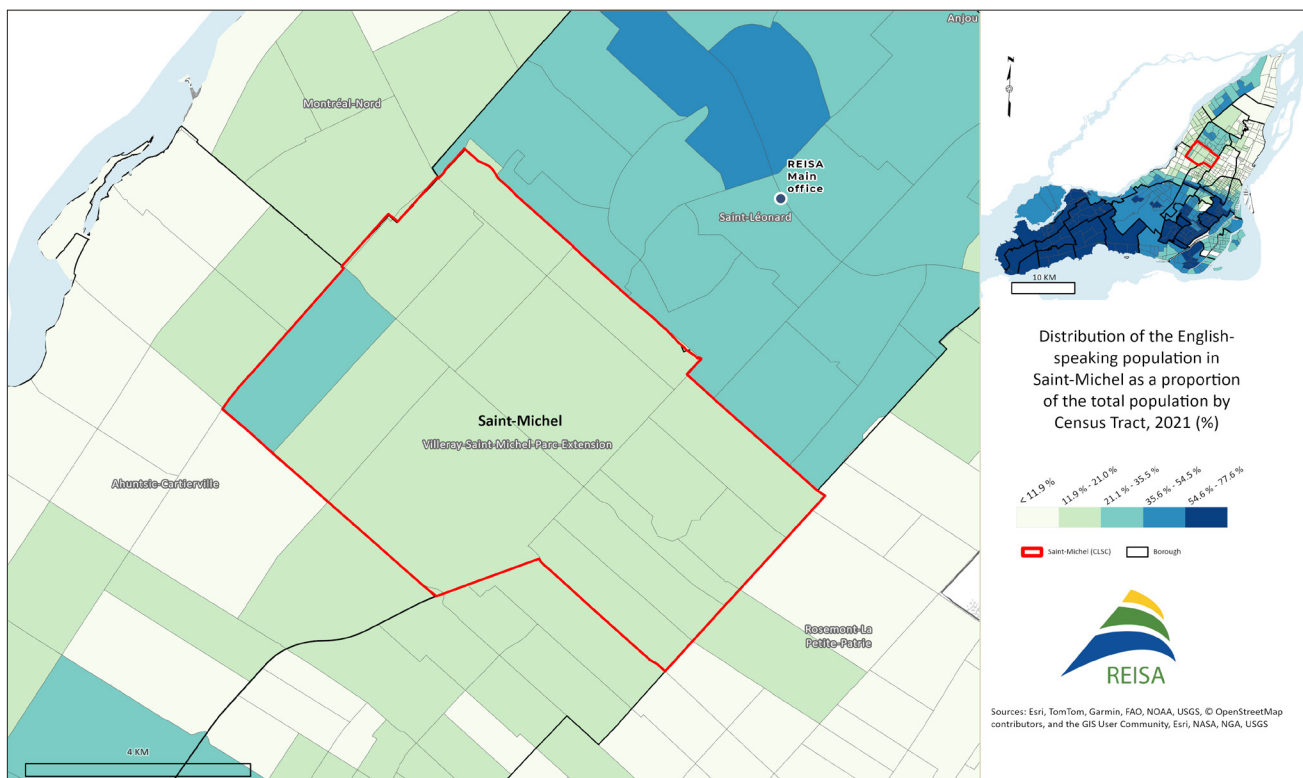 Anjou
Montréal-Nord
REISA
Main
office
Saint-Léonard
Saint-Michel
Villeray-Saint-Michel-Parc-Extension
Ahuntsic-Cartierville
Rosemont-La
Petite-Patrie
4 KM
N
10 KM
Distribution of the English-
speaking population in
Saint-Michel as a proportion
of the total population by
Census Tract, 2021 (%)
< 11.9 %
11.9 % - 21.0 %
21.1 % - 35.5 %
35.6 % - 54.5 %
54.6 % - 77.6 %
Saint-Michel (CLSC)
Borough
REISA
Sources: Esri, TomTom, Garmin, FAO, NOAA, USGS, © OpenStreetMap
contributors, and the GIS User Community, Esri, NASA, NGA, USGS